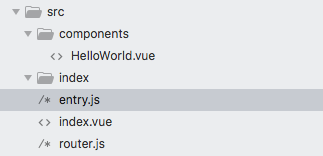 src
components
<> HelloWorld.vue
index
/* entry.js
<> index.vue
/* router.js